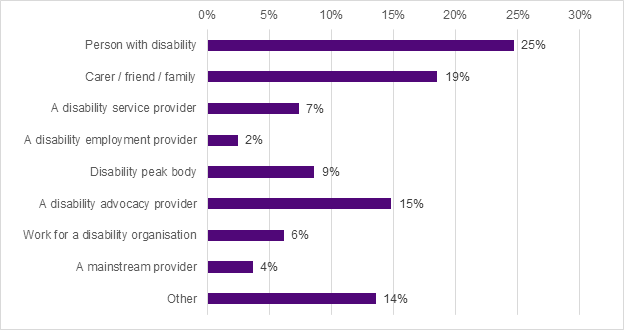 0% 5% 10% 15% 20% 25% 30%
Person with disability 25%
Carer / friend / family 19%
A disability service provider 7%
A disability employment provider 2%
Disability peak body 9%
A disability advocacy provider 15%
Work for a disability organisation 6%
A mainstream provider 4%
Other 14%